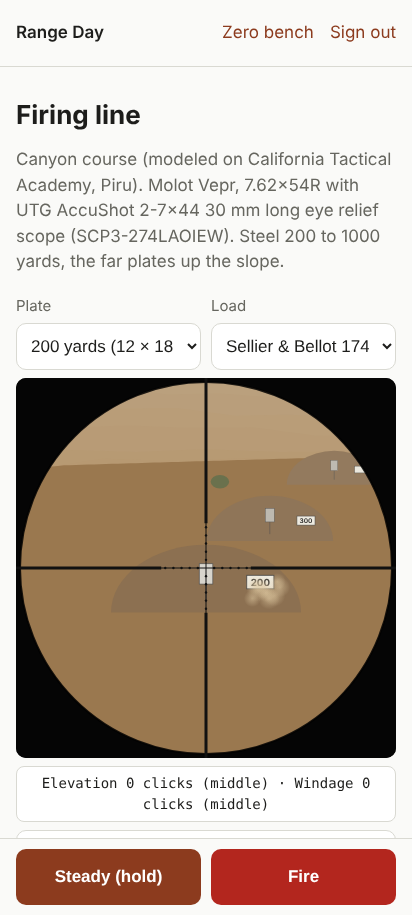 Range Day
Zero bench
Sign out
Firing line
Canyon course (modeled on California Tactical
Academy, Piru). Molot Vepr, 7.62×54R with
UTG AccuShot 2-7×44 30 mm long eye relief
scope (SCP3-274LAOIEW). Steel 200 to 1000
yards, the far plates up the slope.
Plate
Load
200 yards (12 × 18
Sellier & Bellot 174
300
200
Elevation 0 clicks (middle) · Windage 0
clicks (middle)
Steady (hold)
Fire